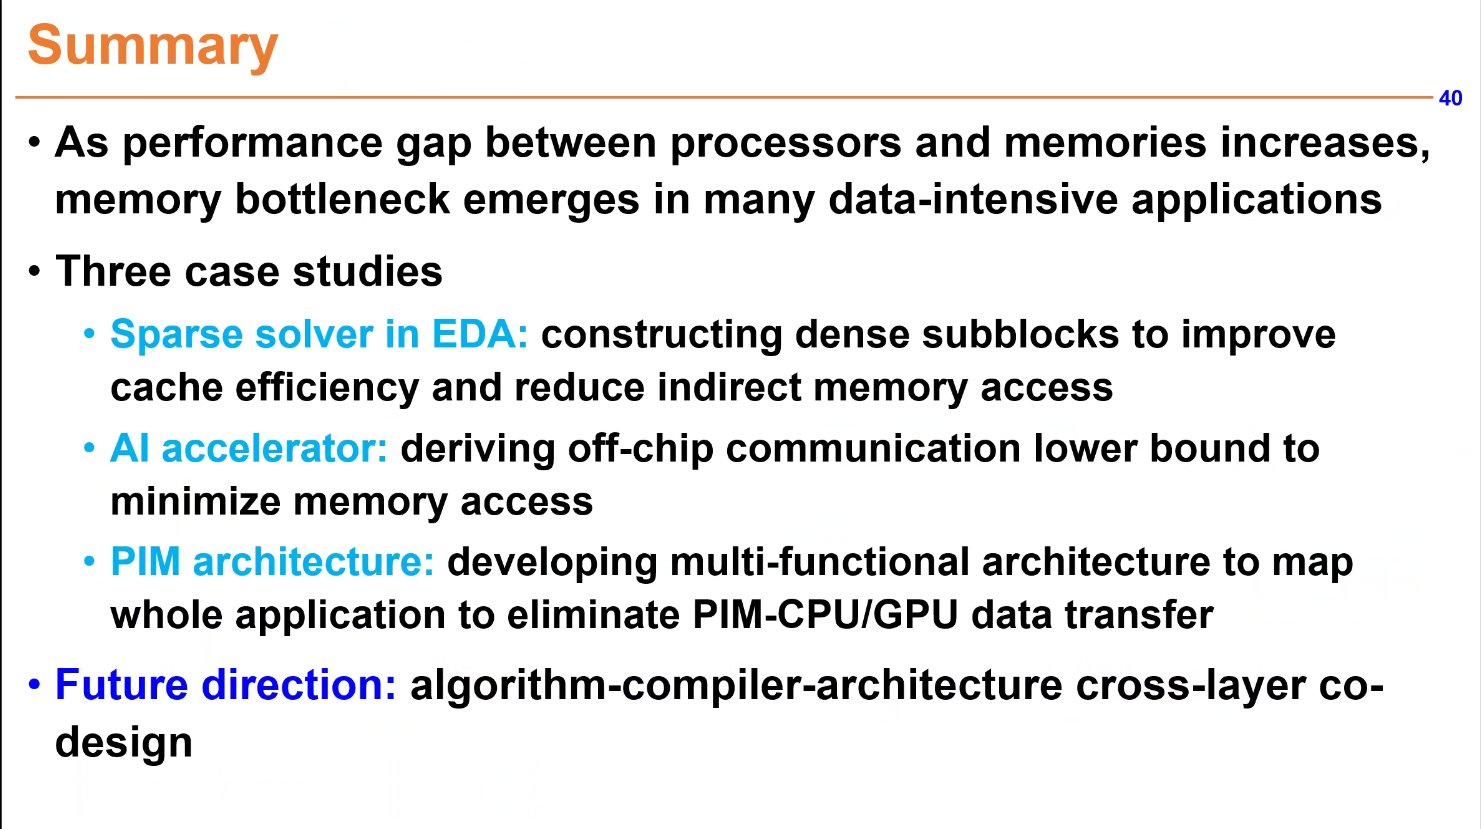 Summary
40
• As performance gap between processors and memories increases,
memory bottleneck emerges in many data-intensive applications
• Three case studies
• Sparse solver in EDA: constructing dense subblocks to improve
cache efficiency and reduce indirect memory access
• AI accelerator: deriving off-chip communication lower bound to
minimize memory access
• PIM architecture: developing multi-functional architecture to map
whole application to eliminate PIM-CPU/GPU data transfer
• Future direction: algorithm-compiler-architecture cross-layer co-
design